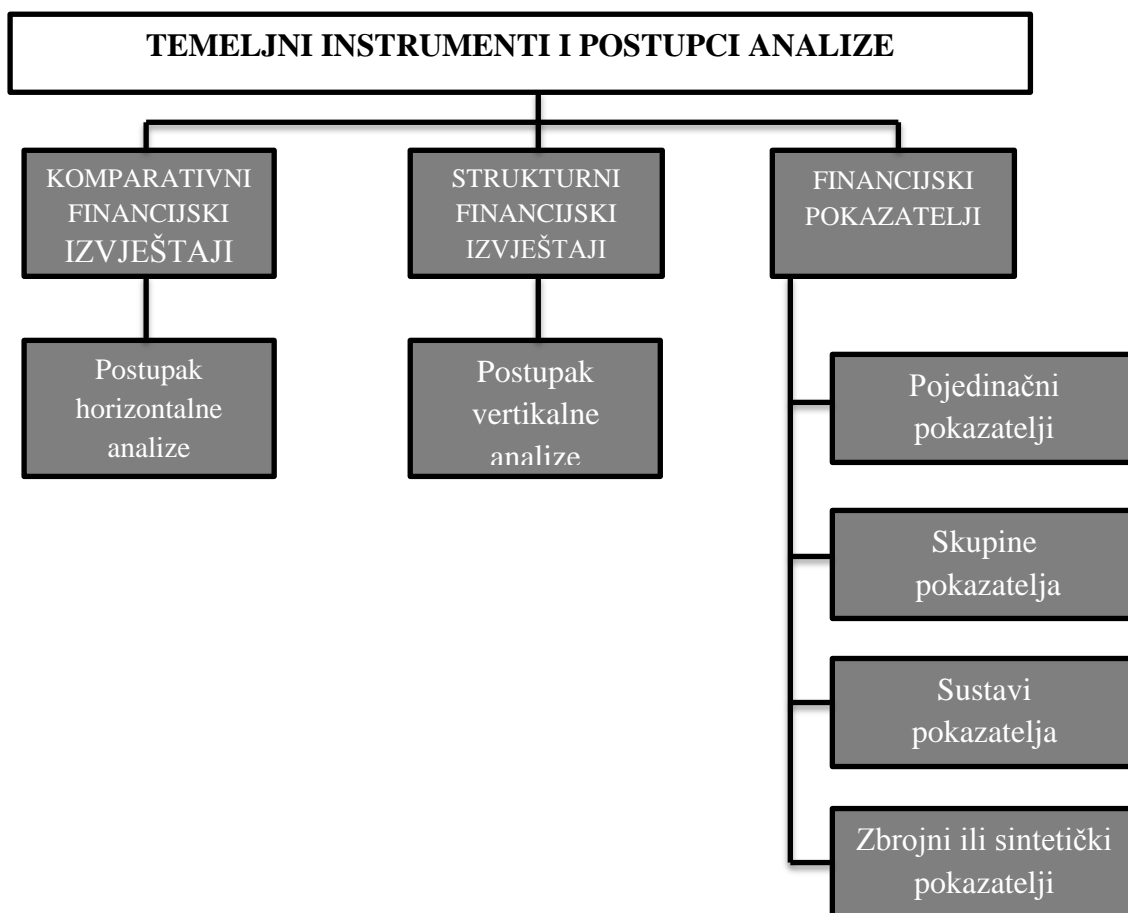 TEMELJNI INSTRUMENTI I POSTUPCI ANALIZE
KOMPARATIVNI
FINANCIJSKI
IZVJEŠTAJI
STRUKTURNI
FINANCIJSKI
IZVJEŠTAJI
FINANCIJSKI
POKAZATELJI
Postupak
horizontalne
analize
Postupak
vertikalne
analize
Pojedinačni
pokazatelji
Skupine
pokazatelja
Sustavi
pokazatelja
Zbrojni ili sintetički
pokazatelji